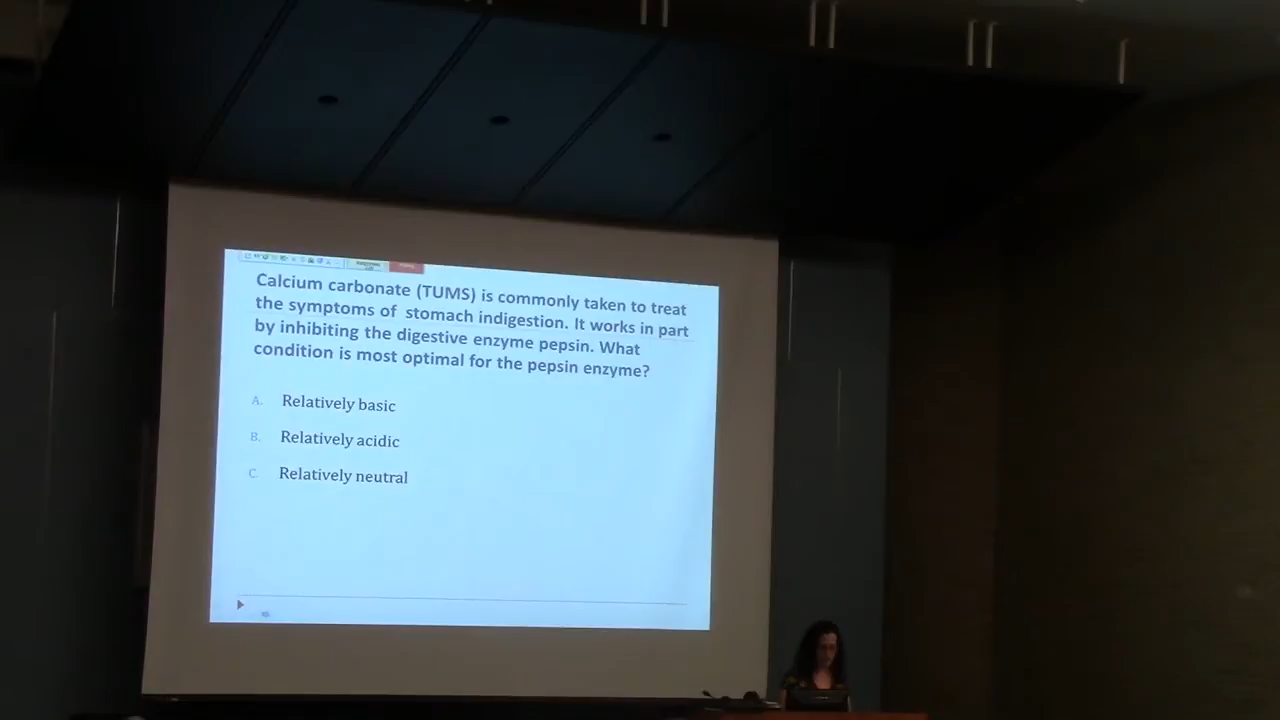 Calcium carbonate (TUMS) is commonly taken to treat
the symptoms of stomach indigestion. It works in part
by inhibiting the digestive enzyme pepsin. What
condition is most optimal for the pepsin enzyme?
A. Relatively basic
B. Relatively acidic
C. Relatively neutral